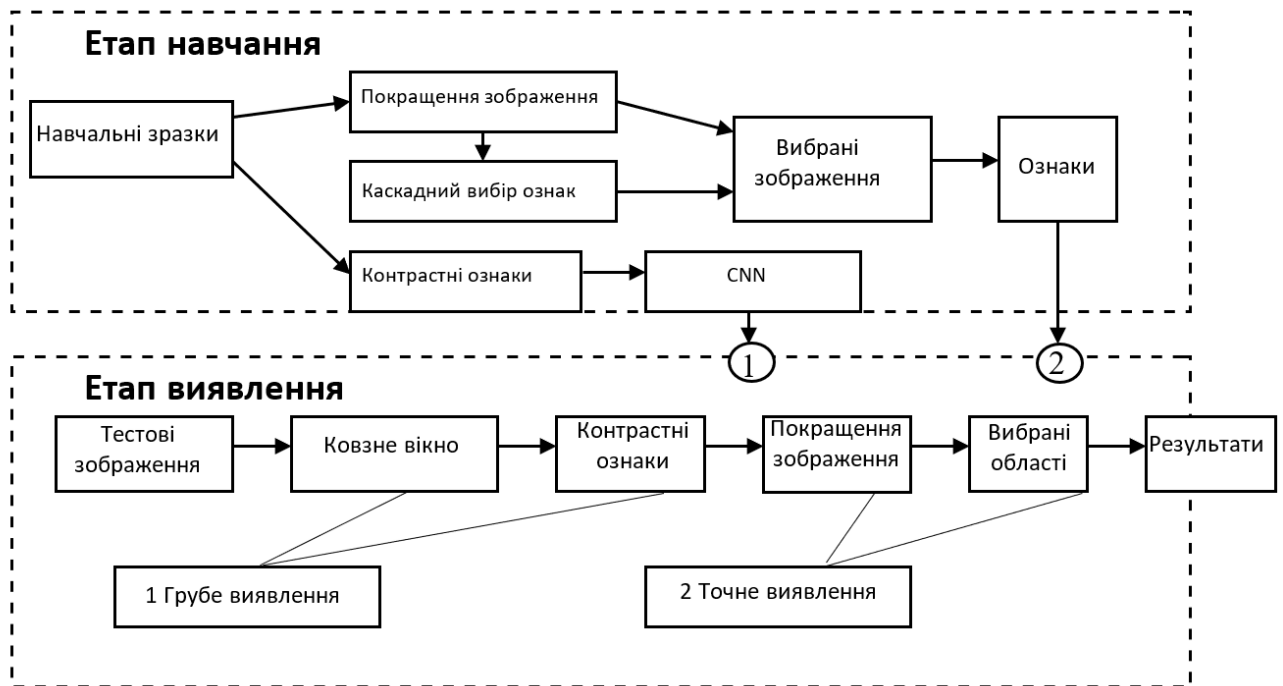 Етап навчання
Навчальні зразки
Покращення зображення
Каскадний вибір ознак
Контрастні ознаки
CNN
Вибрані
зображення
Ознаки
1
2
Етап виявлення
Тестові
зображення
Ковзне вікно
Контрастні
ознаки
Покращення
зображення
Вибрані
області
Результати
1 Грубе виявлення
2 Точне виявлення